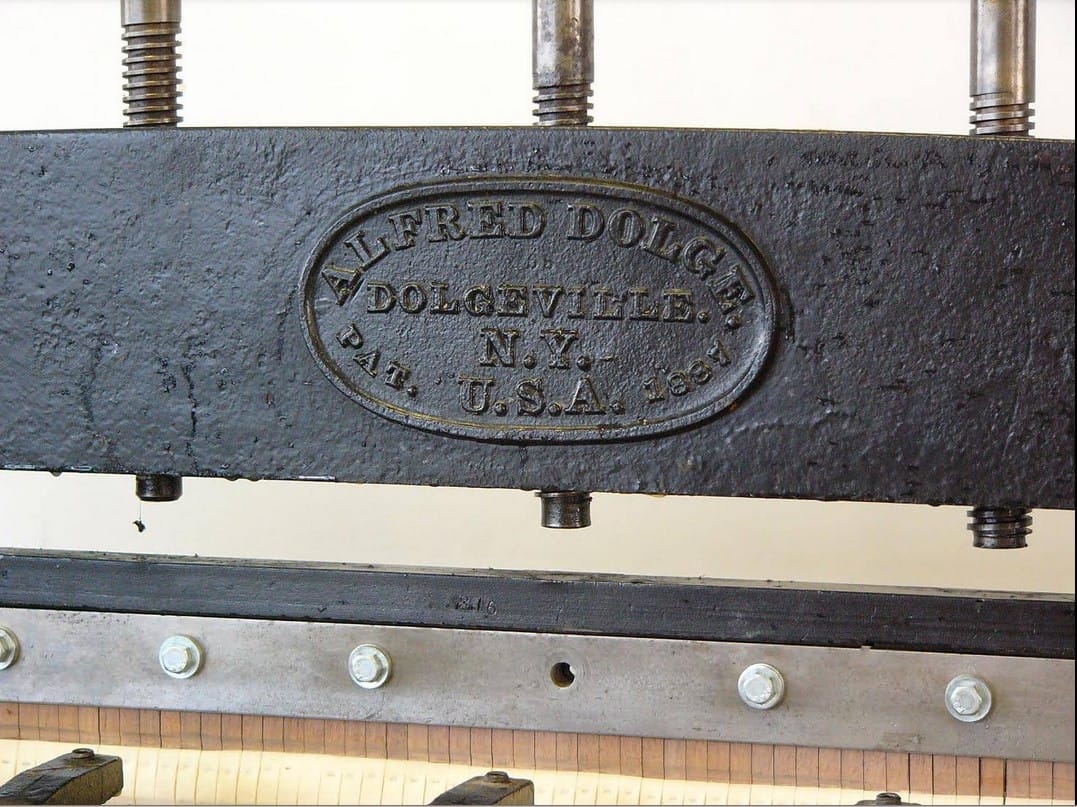 ALFRED DOLGE.
DOLGEVILLE.
N.Y.
PAT. U.S.A. 1887